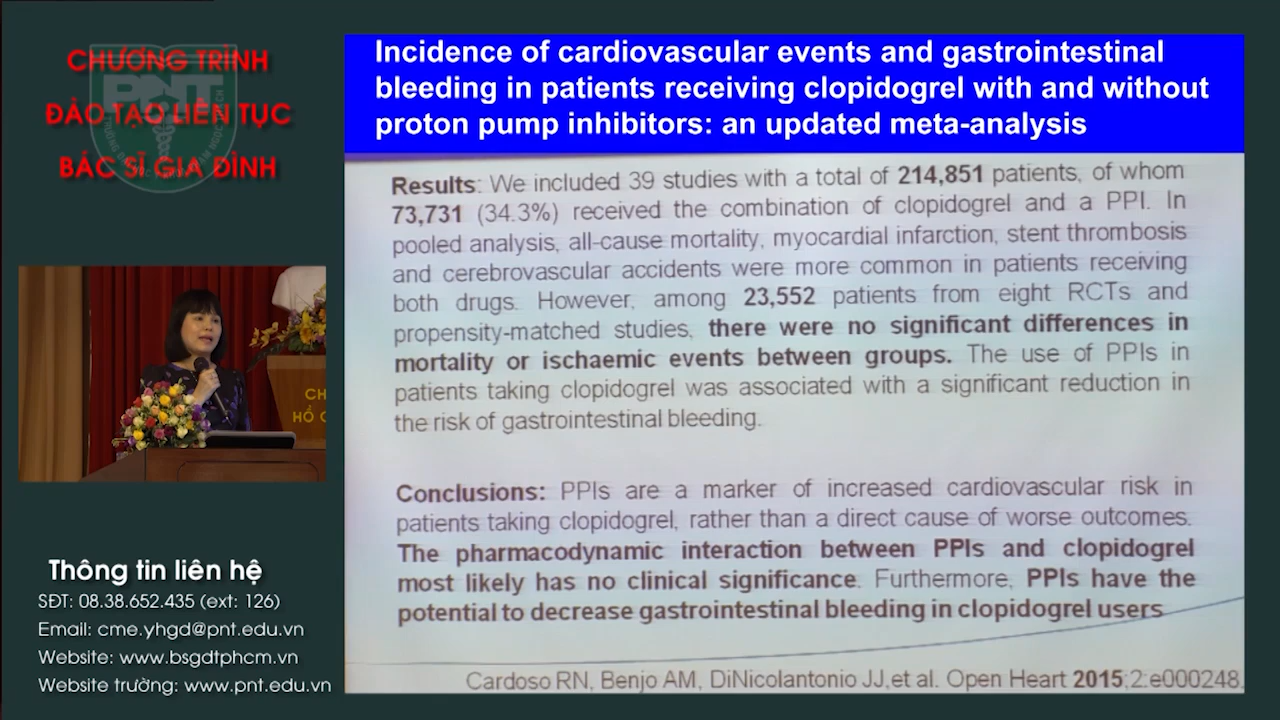 CHƯƠNG TRÌNH
ĐÀO TẠO LIÊN TỤC
BÁC SĨ GIA ĐÌNH
PNT
Incidence of cardiovascular events and gastrointestinal
bleeding in patients receiving clopidogrel with and without
proton pump inhibitors: an updated meta-analysis
Results: We included 39 studies with a total of 214,851 patients, of whom
73,731 (34.3%) received the combination of clopidogrel and a PPI. In
pooled analysis, all-cause mortality, myocardial infarction, stent thrombosis
and cerebrovascular accidents were more common in patients receiving
both drugs. However, among 23,552 patients from eight RCTs and
propensity-matched studies, there were no significant differences in
mortality or ischaemic events between groups. The use of PPIs in
patients taking clopidogrel was associated with a significant reduction in
the risk of gastrointestinal bleeding.
Conclusions: PPIs are a marker of increased cardiovascular risk in
patients taking clopidogrel, rather than a direct cause of worse outcomes.
The pharmacodynamic interaction between PPIs and clopidogrel
most likely has no clinical significance. Furthermore, PPIs have the
potential to decrease gastrointestinal bleeding in clopidogrel users
Cardoso RN, Benjo AM, DiNicolantonio JJ,et al. Open Heart 2015;2:e000248.
CH
HỒ C
Thông tin liên hệ
SĐT: 08.38.652.435 (ext: 126)
Email: cme.yhgd@pnt.edu.vn
Website: www.bsgdtphcm.vn
Website trường: www.pnt.edu.vn